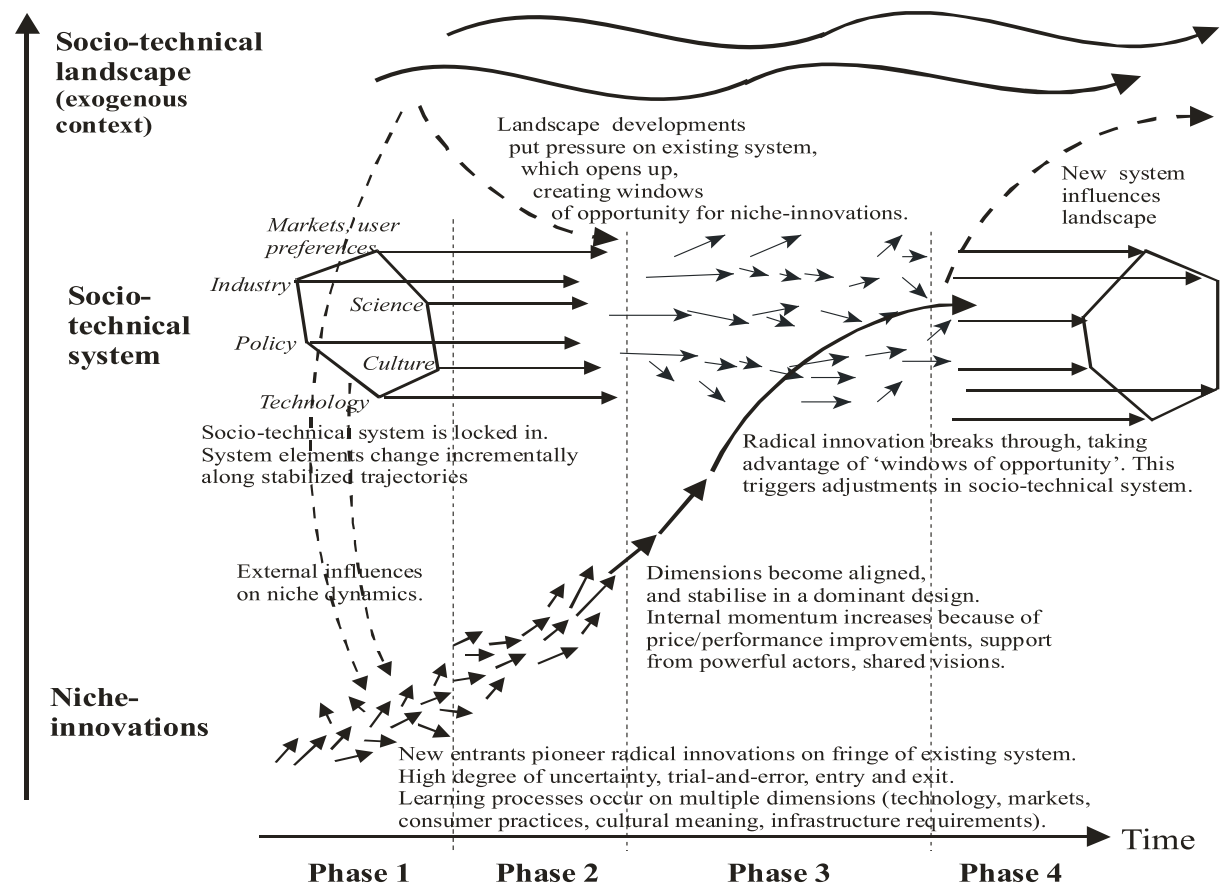 Socio-technical
landscape
(exogenous
context)
Landscape developments
put pressure on existing system,
which opens up,
creating windows
of opportunity for niche-innovations.
New system
influences
landscape
Markets, user
preferences
Industry
Science
Policy
Culture
Technology
Socio-
technical
system
Socio-technical system is locked in.
System elements change incrementally
along stabilized trajectories
Radical innovation breaks through, taking
advantage of ‘windows of opportunity’. This
triggers adjustments in socio-technical system.
External influences
on niche dynamics.
Dimensions become aligned,
and stabilise in a dominant design.
Internal momentum increases because of
price/performance improvements, support
from powerful actors, shared visions.
Niche-
innovations
New entrants pioneer radical innovations on fringe of existing system.
High degree of uncertainty, trial-and-error, entry and exit.
Learning processes occur on multiple dimensions (technology, markets,
consumer practices, cultural meaning, infrastructure requirements).
Time
Phase 1
Phase 2
Phase 3
Phase 4